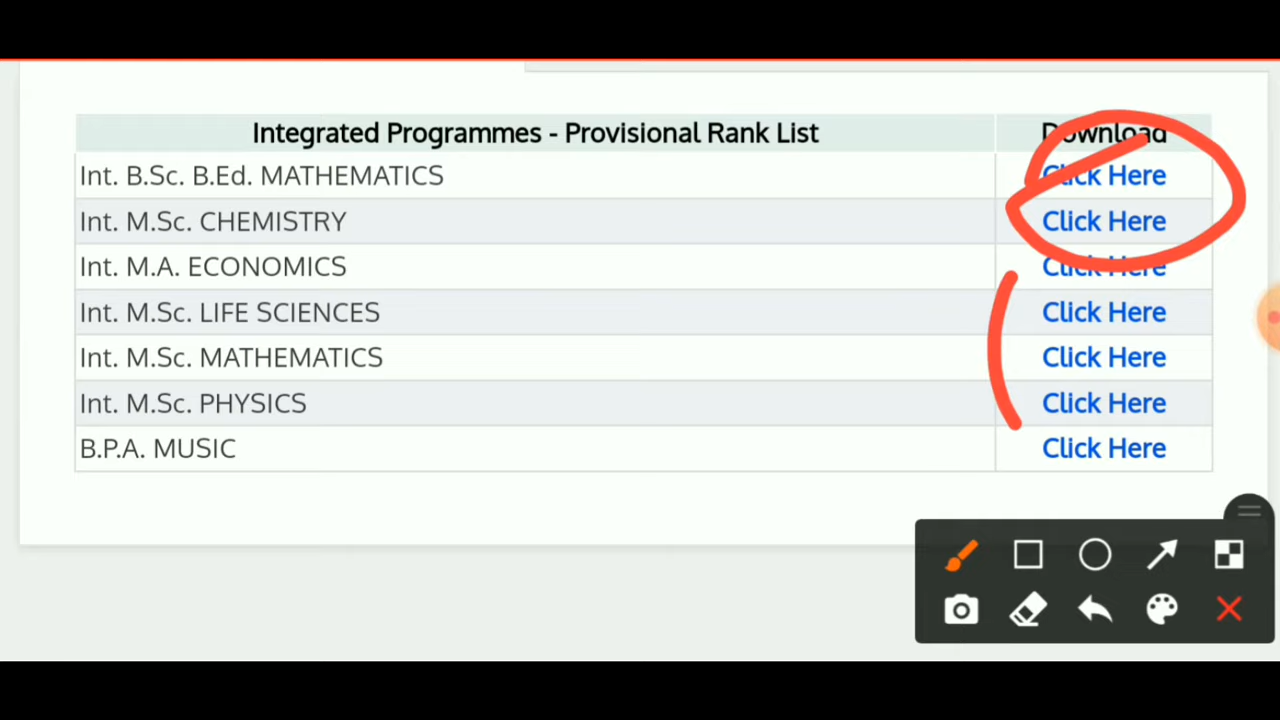 Integrated Programmes - Provisional Rank List Download
Int. B.Sc. B.Ed. MATHEMATICS Click Here
Int. M.Sc. CHEMISTRY Click Here
Int. M.A. ECONOMICS Click Here
Int. M.Sc. LIFE SCIENCES Click Here
Int. M.Sc. MATHEMATICS Click Here
Int. M.Sc. PHYSICS Click Here
B.P.A. MUSIC Click Here